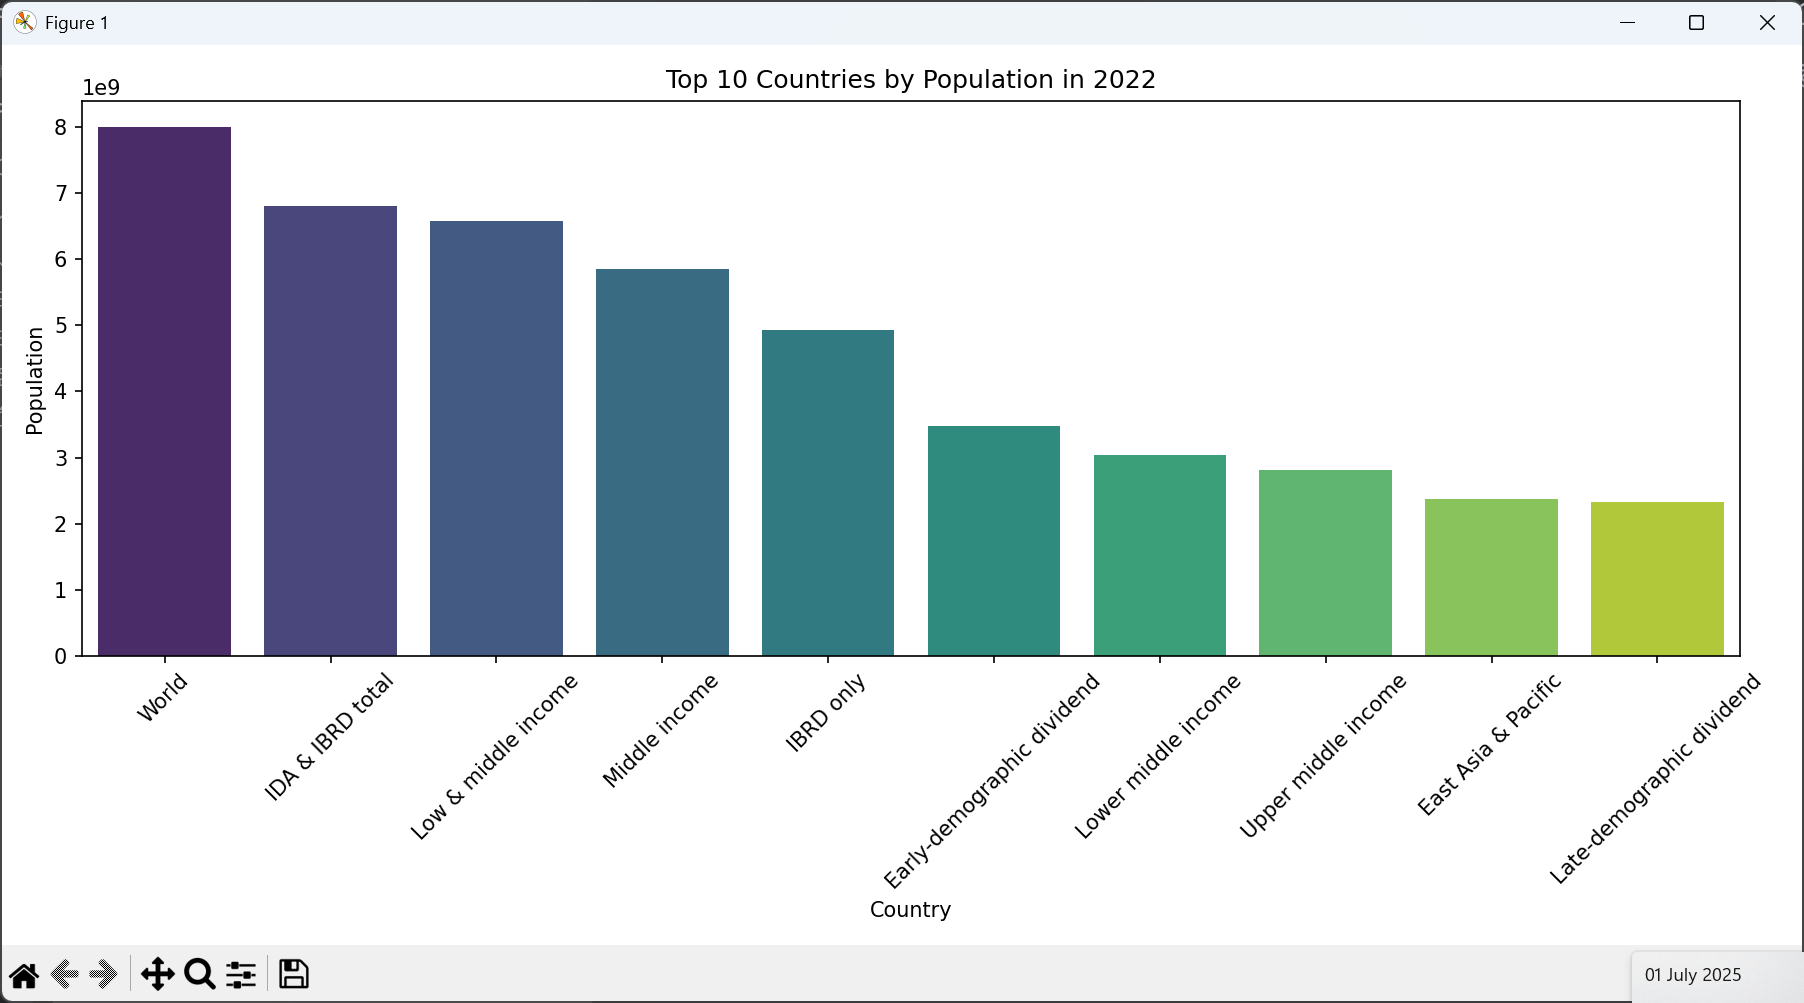 Figure 1
Top 10 Countries by Population in 2022
1e9
8
7
6
5
4
3
2
1
0
Population
World
IDA & IBRD total
Low & middle income
Middle income
IBRD only
Early-demographic dividend
Lower middle income
Upper middle income
East Asia & Pacific
Late-demographic dividend
Country
01 July 2025